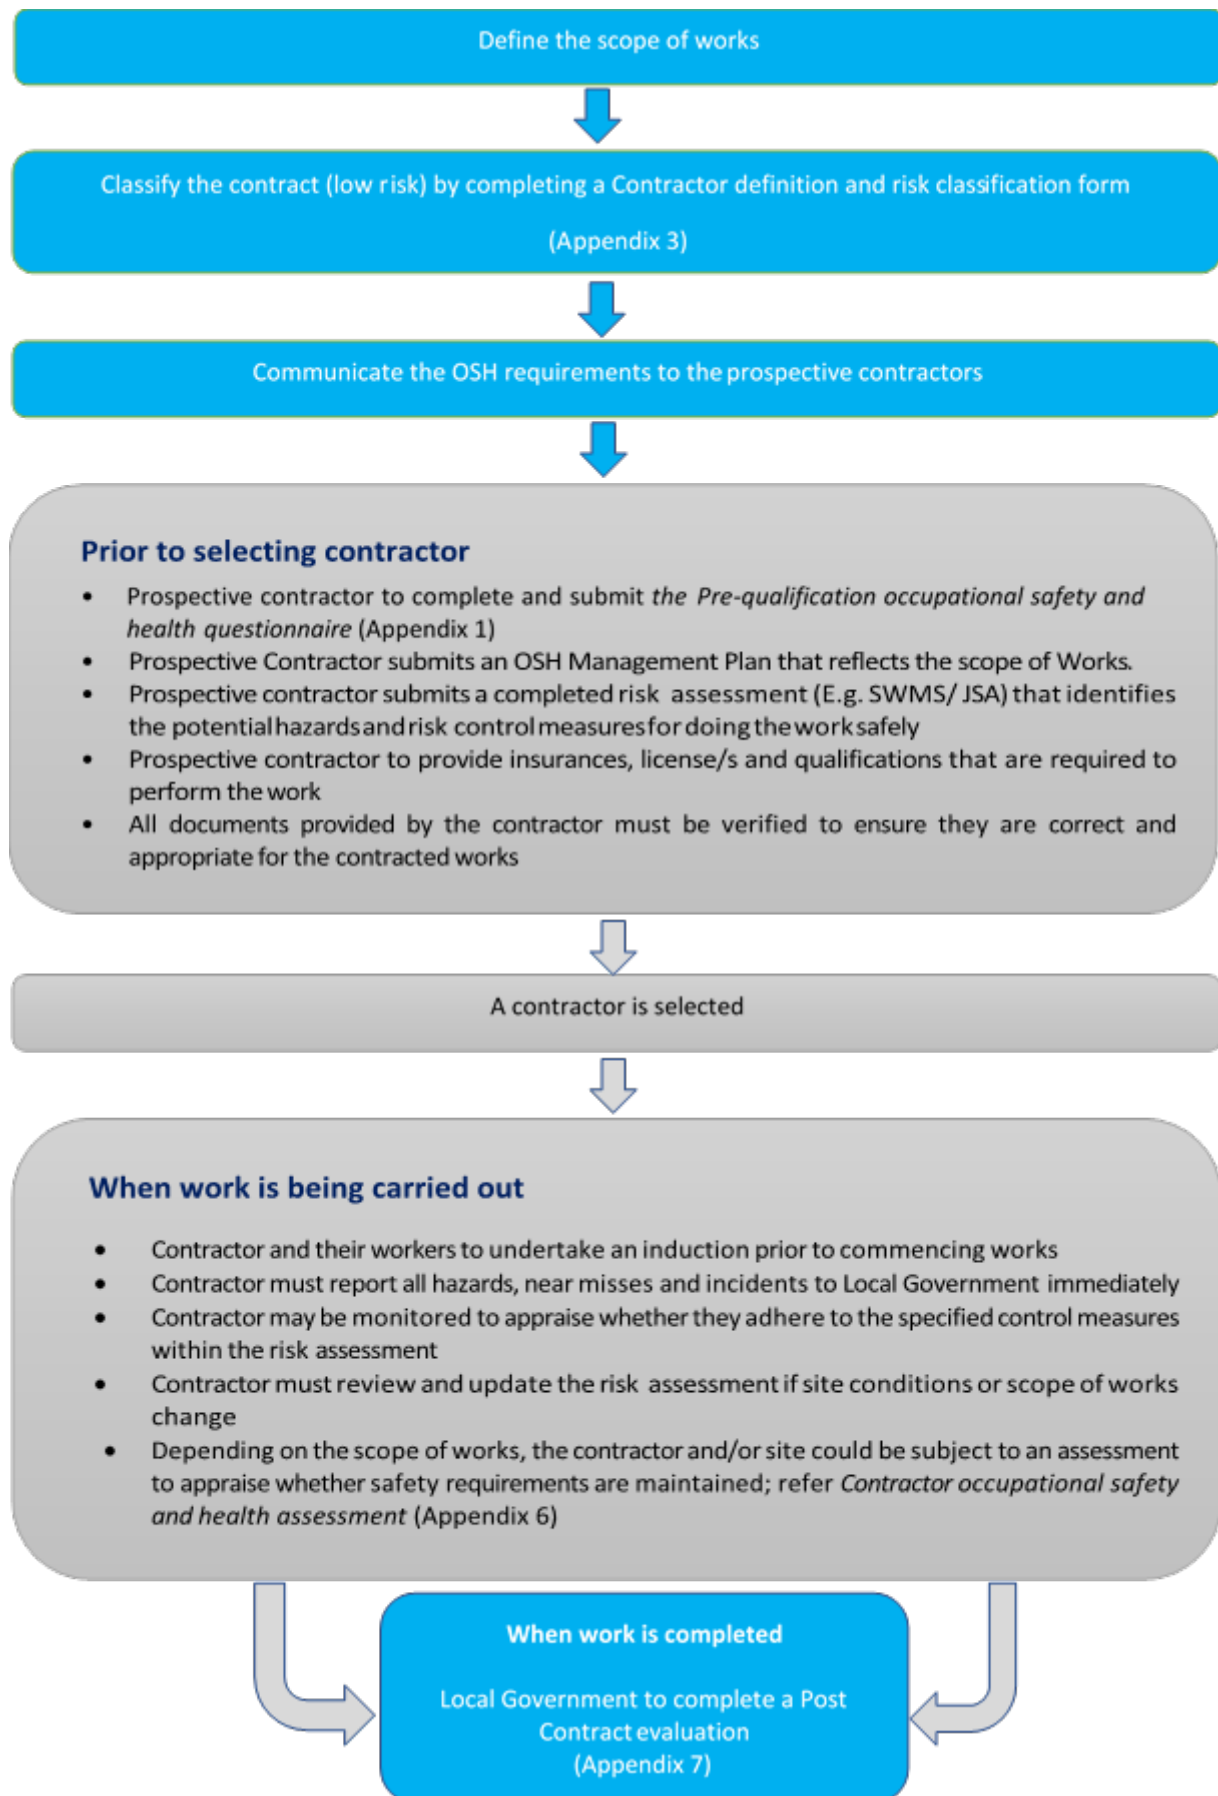 Define the scope of works
Classify the contract (low risk) by completing a Contractor definition and risk classification form
(Appendix 3)
Communicate the OSH requirements to the prospective contractors
Prior to selecting contractor
• Prospective contractor to complete and submit the Pre-qualification occupational safety and
health questionnaire (Appendix 1)
• Prospective Contractor submits an OSH Management Plan that reflects the scope of Works.
• Prospective contractor submits a completed risk assessment (E.g. SWMS/ JSA) that identifies
the potential hazards and risk control measures for doing the work safely
• Prospective contractor to provide insurances, license/s and qualifications that are required to
perform the work
• All documents provided by the contractor must be verified to ensure they are correct and
appropriate for the contracted works
A contractor is selected
When work is being carried out
• Contractor and their workers to undertake an induction prior to commencing works
• Contractor must report all hazards, near misses and incidents to Local Government immediately
• Contractor may be monitored to appraise whether they adhere to the specified control measures
within the risk assessment
• Contractor must review and update the risk assessment if site conditions or scope of works
change
• Depending on the scope of works, the contractor and/or site could be subject to an assessment
to appraise whether safety requirements are maintained; refer Contractor occupational safety
and health assessment (Appendix 6)
When work is completed
Local Government to complete a Post
Contract evaluation
(Appendix 7)